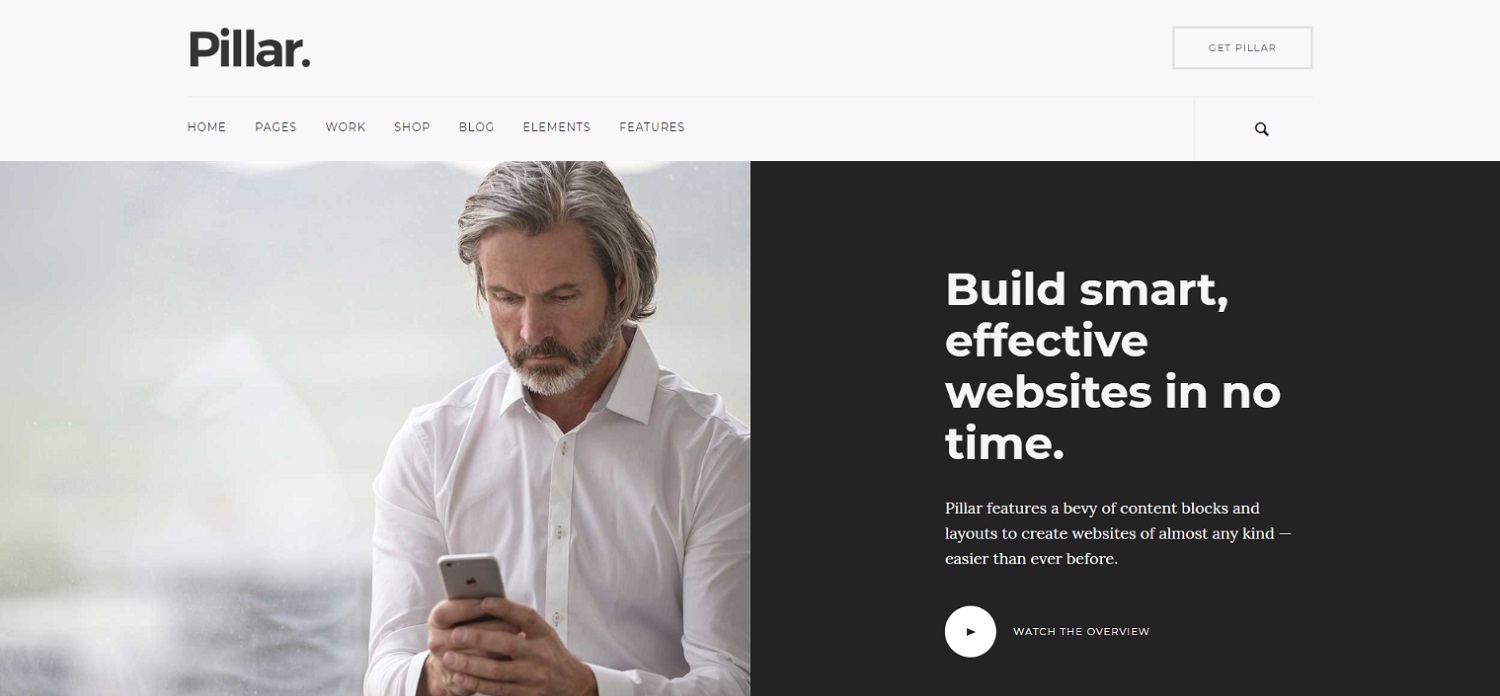 Pillar.
GET PILLAR
HOME PAGES WORK SHOP BLOG ELEMENTS FEATURES
Build smart,
effective
websites in no
time.
Pillar features a bevy of content blocks and
layouts to create websites of almost any kind —
easier than ever before.
WATCH THE OVERVIEW